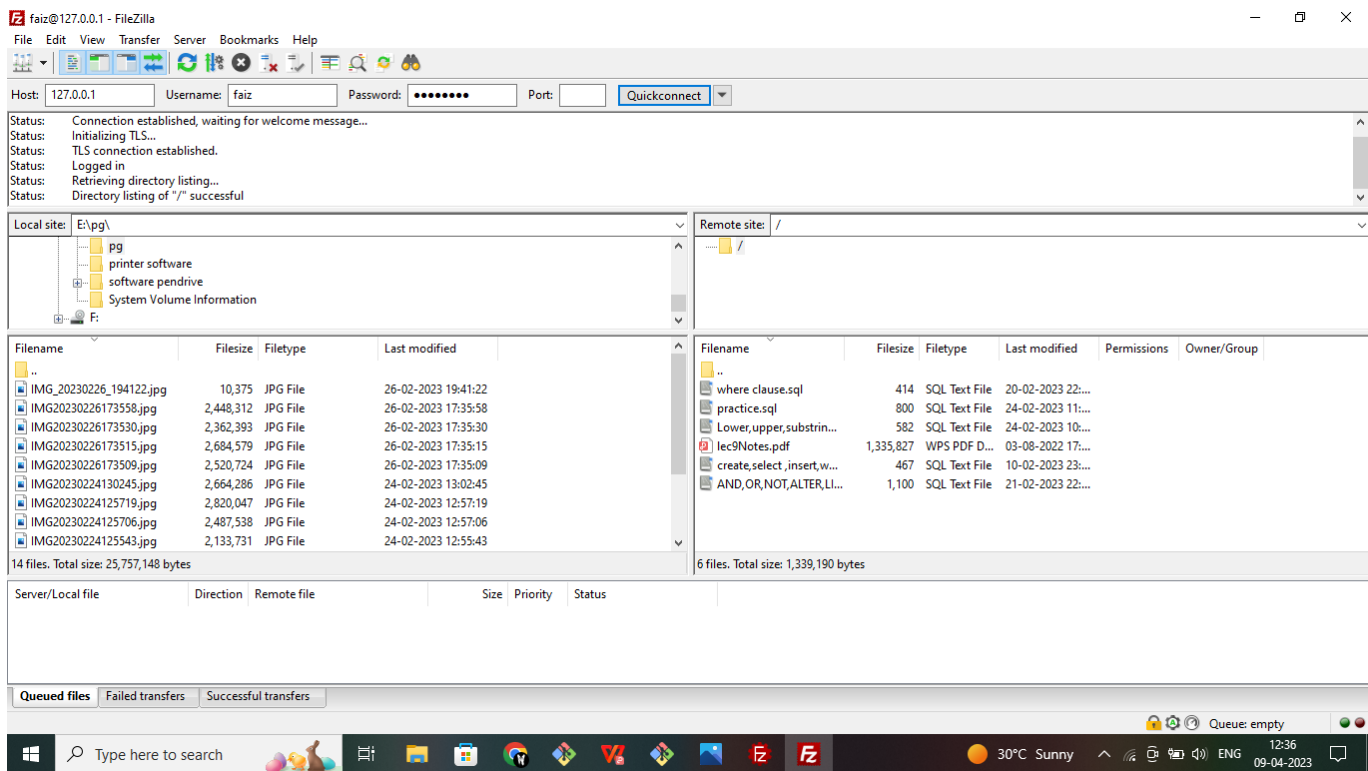 faiz@127.0.0.1 - FileZilla
File Edit View Transfer Server Bookmarks Help
Host: 127.0.0.1 Username: faiz Password: ●●●●●●●● Port: Quickconnect
Status: Connection established, waiting for welcome message...
Status: Initializing TLS...
Status: TLS connection established.
Status: Logged in
Status: Retrieving directory listing...
Status: Directory listing of "/" successful
Local site: E:\pg\
pg
printer software
software pendrive
System Volume Information
F:
Remote site: /
/
Filename Filesize Filetype Last modified
..
IMG_20230226_194122.jpg 10,375 JPG File 26-02-2023 19:41:22
IMG20230226173558.jpg 2,448,312 JPG File 26-02-2023 17:35:58
IMG20230226173530.jpg 2,362,393 JPG File 26-02-2023 17:35:30
IMG20230226173515.jpg 2,684,579 JPG File 26-02-2023 17:35:15
IMG20230226173509.jpg 2,520,724 JPG File 26-02-2023 17:35:09
IMG20230224130245.jpg 2,664,286 JPG File 24-02-2023 13:02:45
IMG20230224125719.jpg 2,820,047 JPG File 24-02-2023 12:57:19
IMG20230224125706.jpg 2,487,538 JPG File 24-02-2023 12:57:06
IMG20230224125543.jpg 2,133,731 JPG File 24-02-2023 12:55:43
14 files. Total size: 25,757,148 bytes
Filename Filesize Filetype Last modified Permissions Owner/Group
..
where clause.sql 414 SQL Text File 20-02-2023 22:...
practice.sql 800 SQL Text File 24-02-2023 11:...
Lower,upper,substrin... 582 SQL Text File 24-02-2023 10:...
lec9Notes.pdf 1,335,827 WPS PDF D... 03-08-2022 17:...
create,select ,insert,w... 467 SQL Text File 10-02-2023 23:...
AND,OR,NOT,ALTER,LI... 1,100 SQL Text File 21-02-2023 22:...
6 files. Total size: 1,339,190 bytes
Server/Local file Direction Remote file Size Priority Status
Queued files Failed transfers Successful transfers
Queue: empty
Type here to search
30°C Sunny
ENG
12:36
09-04-2023